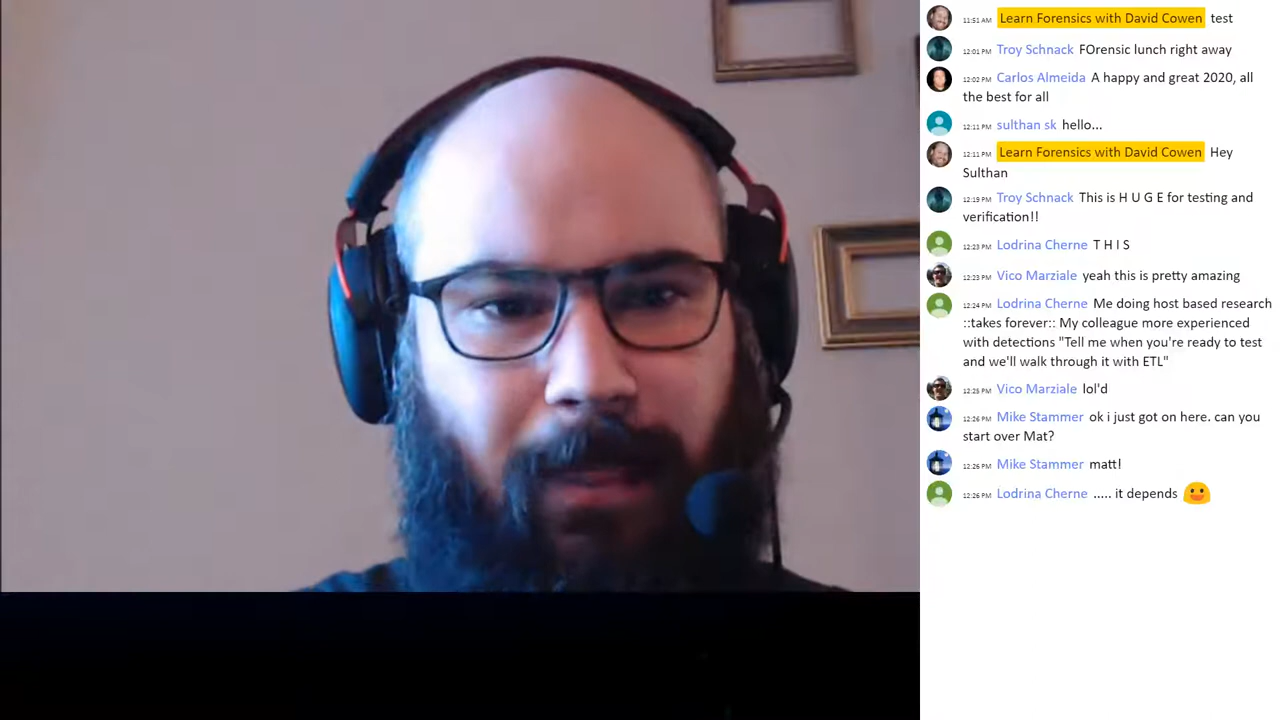 11:51 AM Learn Forensics with David Cowen test
12:01 PM Troy Schnack FOrensic lunch right away
12:02 PM Carlos Almeida A happy and great 2020, all
the best for all
12:11 PM sulthan sk hello...
12:11 PM Learn Forensics with David Cowen Hey
Sulthan
12:19 PM Troy Schnack This is H U G E for testing and
verification!!
12:23 PM Lodrina Cherne T H I S
12:23 PM Vico Marziale yeah this is pretty amazing
12:24 PM Lodrina Cherne Me doing host based research
::takes forever:: My colleague more experienced
with detections "Tell me when you're ready to test
and we'll walk through it with ETL"
12:25 PM Vico Marziale lol'd
12:26 PM Mike Stammer ok i just got on here. can you
start over Mat?
12:26 PM Mike Stammer matt!
12:26 PM Lodrina Cherne ..... it depends